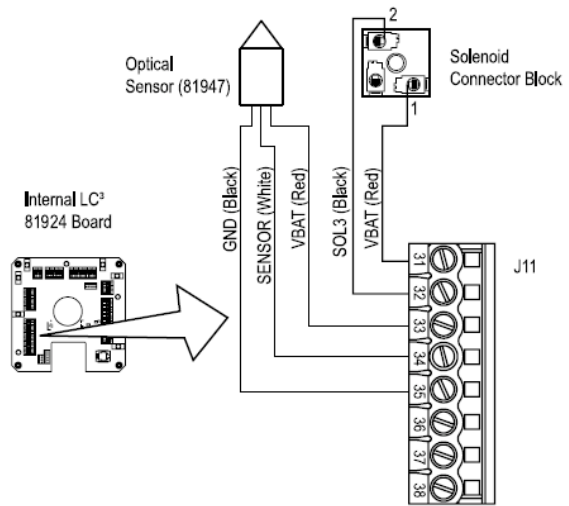 2
Optical
Sensor (81947)
Solenoid
Connector Block
1
GND (Black)
SENSOR (White)
VBAT (Red)
SOL3 (Black)
VBAT (Red)
Internal LC³
81924 Board
J11
31
32
33
34
35
36
37
38